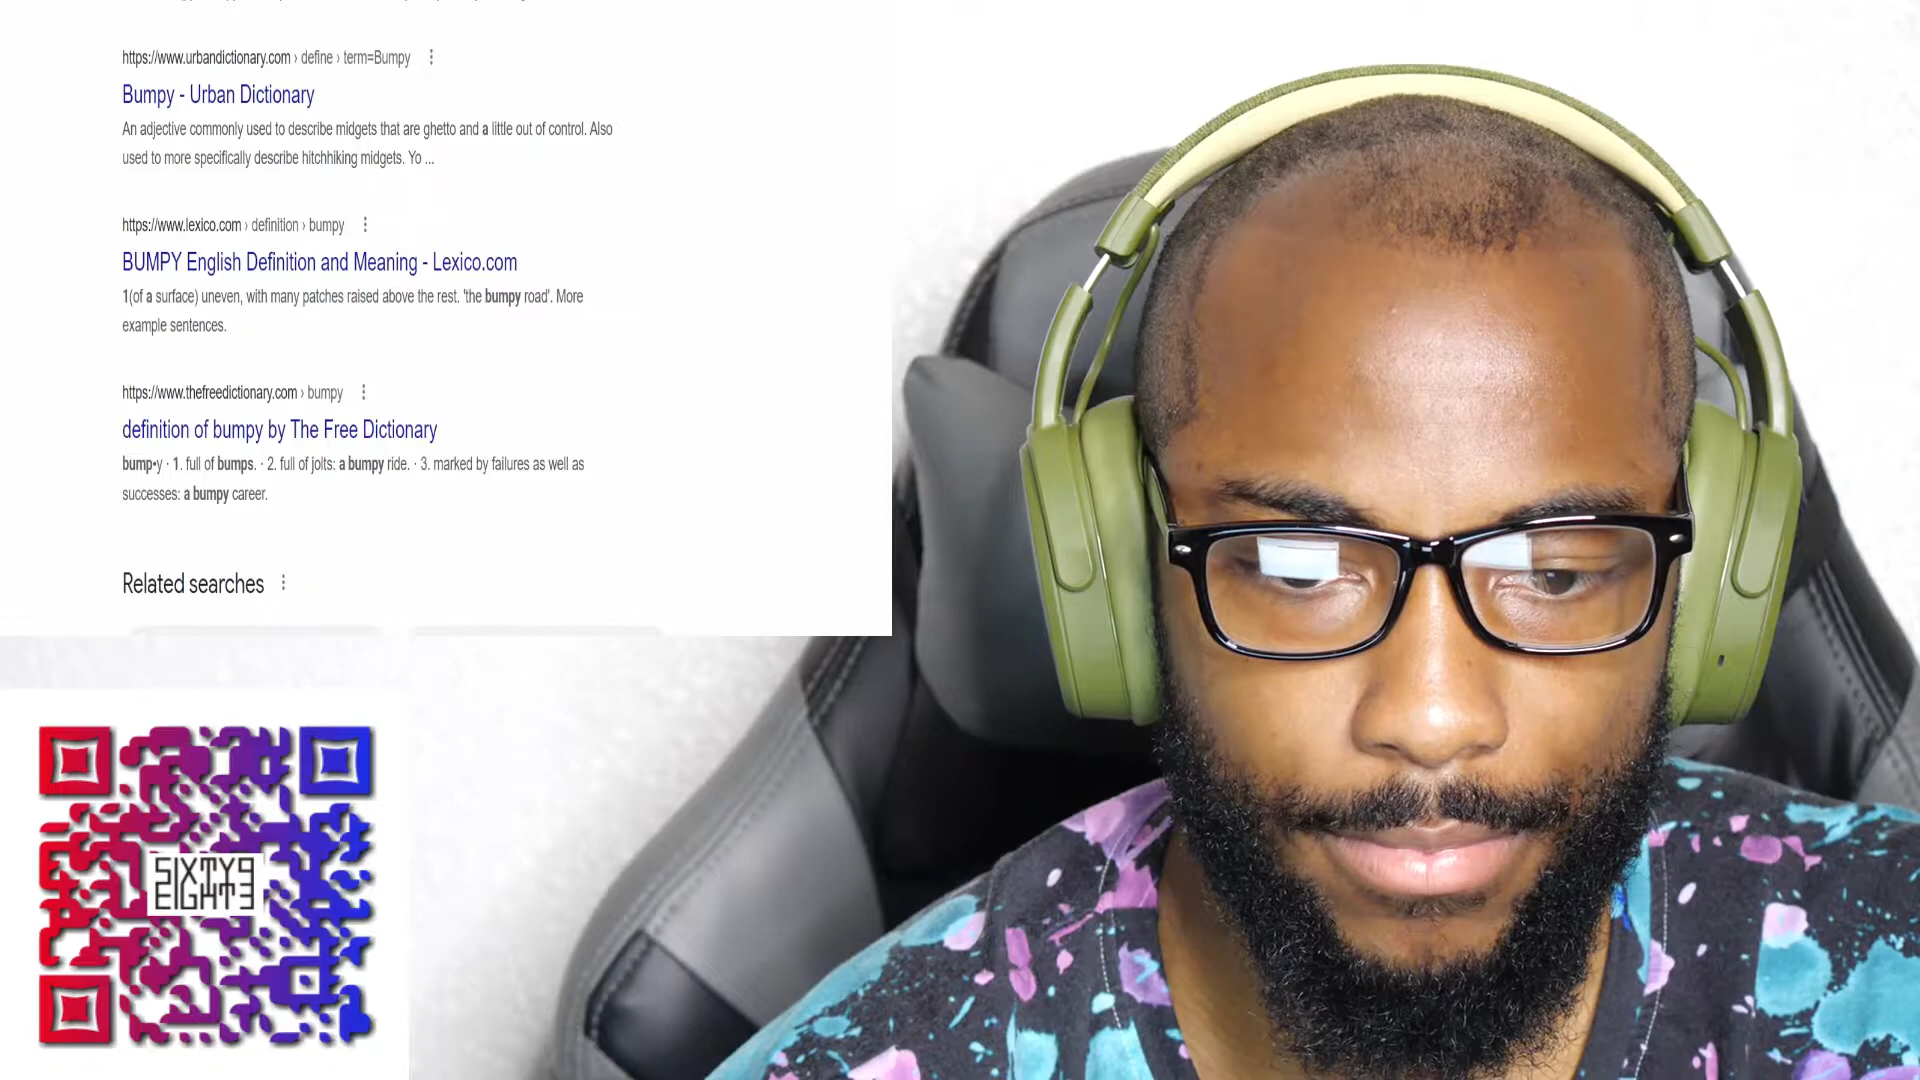 https://www.urbandictionary.com › define › term=Bumpy
Bumpy - Urban Dictionary
An adjective commonly used to describe midgets that are ghetto and a little out of control. Also
used to more specifically describe hitchhiking midgets. Yo ...
https://www.lexico.com › definition › bumpy
BUMPY English Definition and Meaning - Lexico.com
1(of a surface) uneven, with many patches raised above the rest. 'the bumpy road'. More
example sentences.
https://www.thefreedictionary.com › bumpy
definition of bumpy by The Free Dictionary
bump•y · 1. full of bumps. · 2. full of jolts: a bumpy ride. · 3. marked by failures as well as
successes: a bumpy career.
Related searches
SIXTY9
EIGHT3